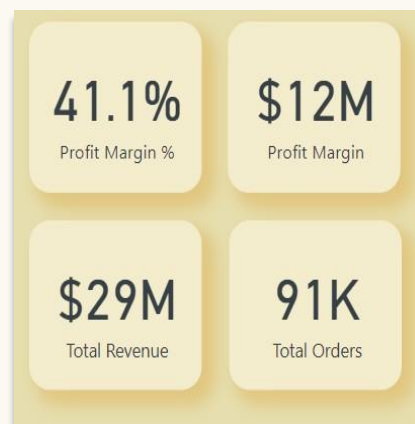 41.1%
Profit Margin %
$12M
Profit Margin
$29M
Total Revenue
91K
Total Orders